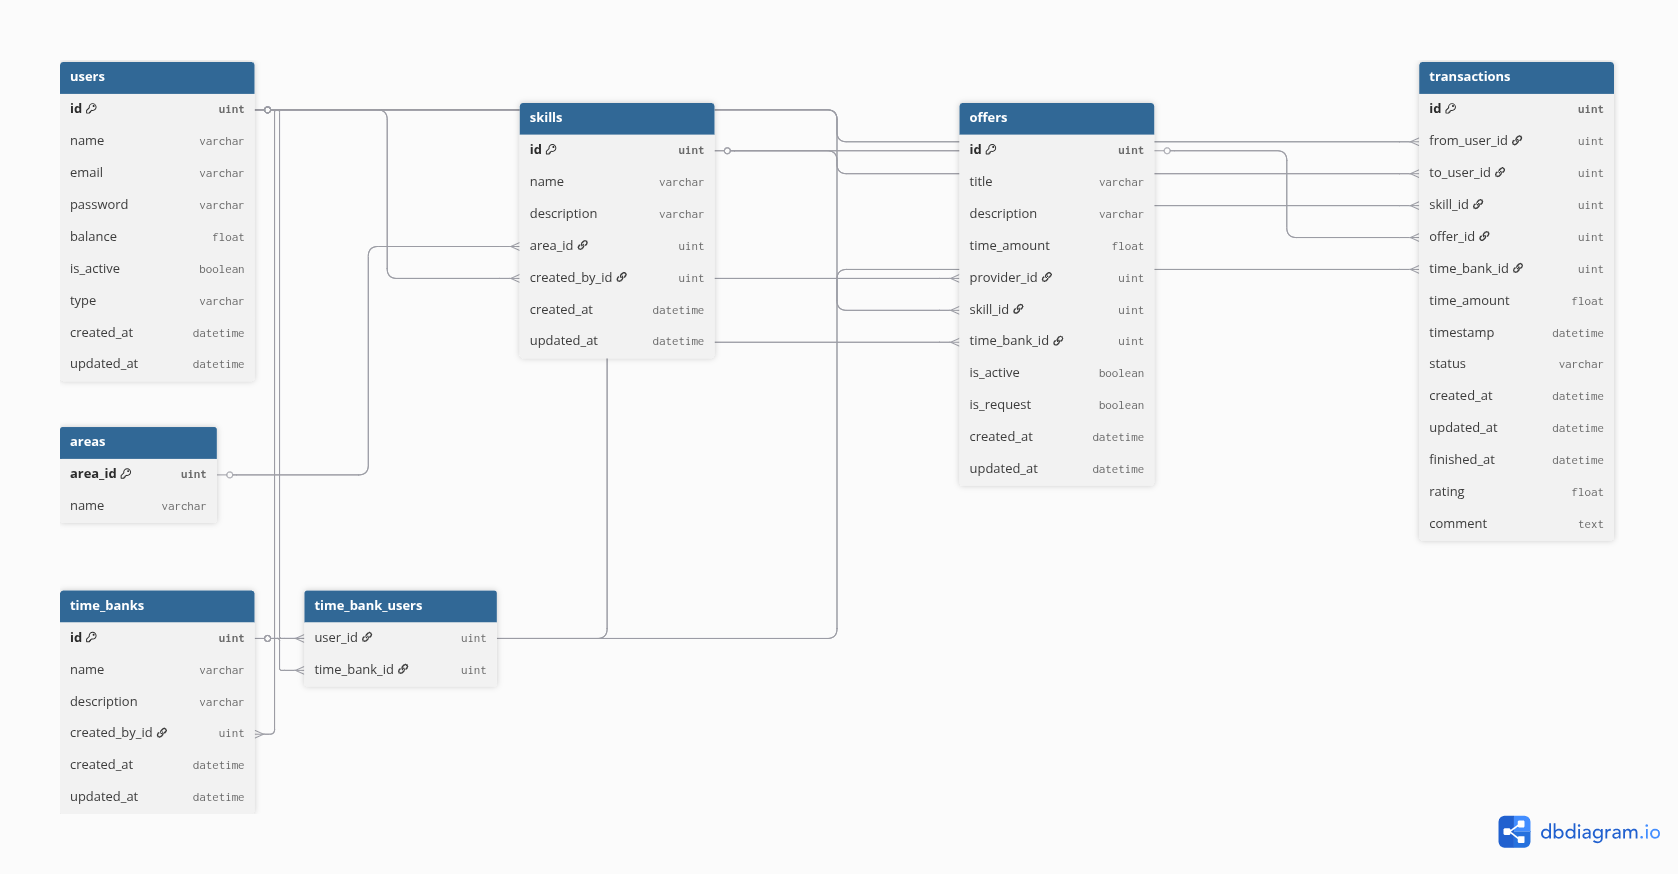 users
id uint
name varchar
email varchar
password varchar
balance float
is_active boolean
type varchar
created_at datetime
updated_at datetime
areas
area_id uint
name varchar
time_banks
id uint
name varchar
description varchar
created_by_id uint
created_at datetime
updated_at datetime
time_bank_users
user_id uint
time_bank_id uint
skills
id uint
name varchar
description varchar
area_id uint
created_by_id uint
created_at datetime
updated_at datetime
offers
id uint
title varchar
description varchar
time_amount float
provider_id uint
skill_id uint
time_bank_id uint
is_active boolean
is_request boolean
created_at datetime
updated_at datetime
transactions
id uint
from_user_id uint
to_user_id uint
skill_id uint
offer_id uint
time_bank_id uint
time_amount float
timestamp datetime
status varchar
created_at datetime
updated_at datetime
finished_at datetime
rating float
comment text
dbdiagram.io